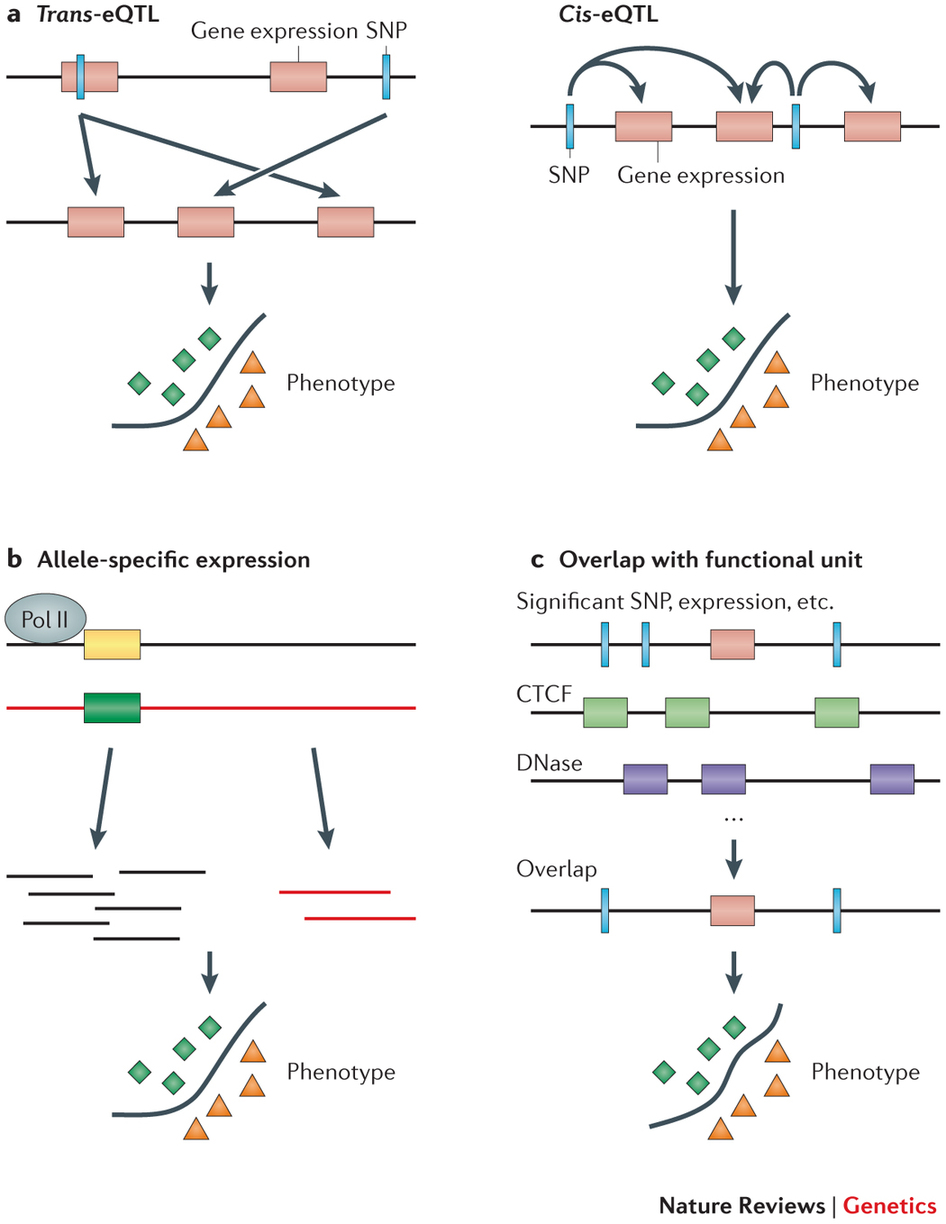 a Trans-eQTL
Gene expression SNP
Phenotype
Cis-eQTL
SNP Gene expression
Phenotype
b Allele-specific expression
Pol II
Phenotype
c Overlap with functional unit
Significant SNP, expression, etc.
CTCF
DNase
...
Overlap
Phenotype
Nature Reviews | Genetics